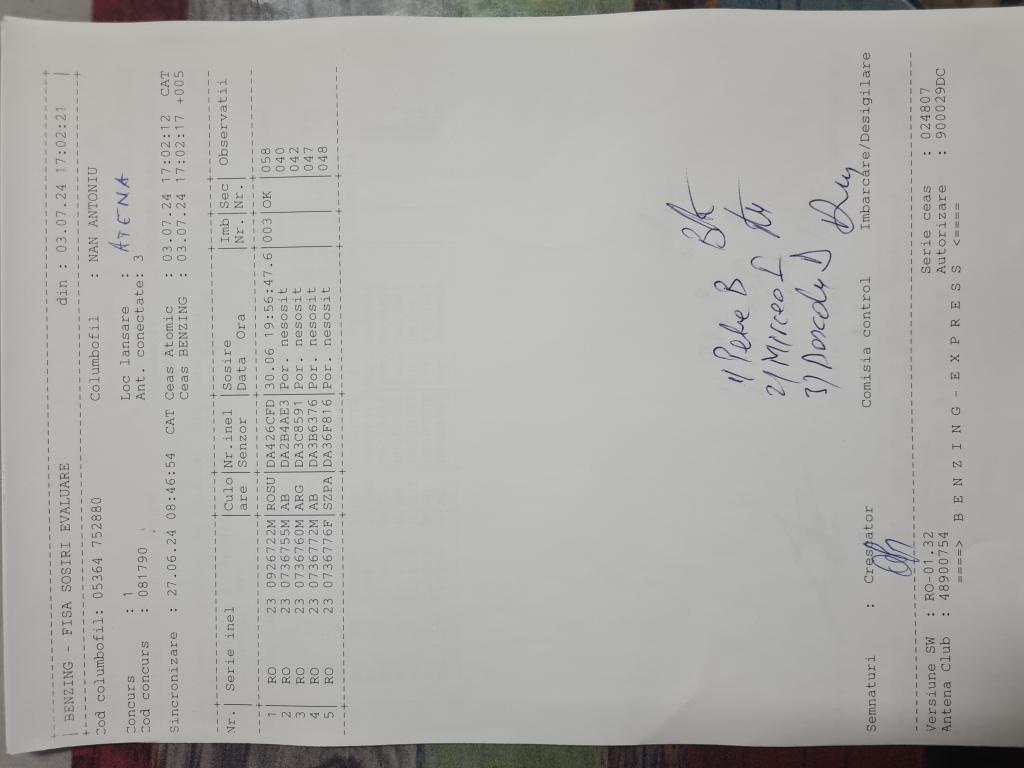 BENZING - FISA SOSIRI EVALUARE din : 03.07.24 17:02:21
Cod columbofil: 05364 752880 Columbofil : NAN ANTONIU
Concurs : 1 Loc lansare : ATENA
Cod concurs : 081790 Ant. conectate: 3
Sincronizare : 27.06.24 08:46:54 CAT Ceas Atomic : 03.07.24 17:02:12 CAT
Ceas BENZING : 03.07.24 17:02:17 +005
Nr.| Serie inel |Culo|Nr.inel |Sosire |Imb|Sec| Observatii
are |Senzor |Data Ora |Nr.|Nr.|
1 | RO 23 0926722M|ROSU|DA426CFD|30.06 19:56:47.6|003|OK |058
2 | RO 23 0736755M|AB |DA2B4AE3|Por. nesosit | | |040
3 | RO 23 0736760M|ARG |DA3C8591|Por. nesosit | | |042
4 | RO 23 0736772M|AB |DA3B6376|Por. nesosit | | |047
5 | RO 23 0736776F|SZPA|DA36F816|Por. nesosit | | |048
1) Petre B
2) Mircea
3)
Semnaturi : Crescator Comisia control Imbarcare/Desigilare
Versiune SW : RO-01.32 Serie ceas : 024807
Antena Club : 48900754 Autorizare : 900029DC
====> B E N Z I N G - E X P R E S S <====